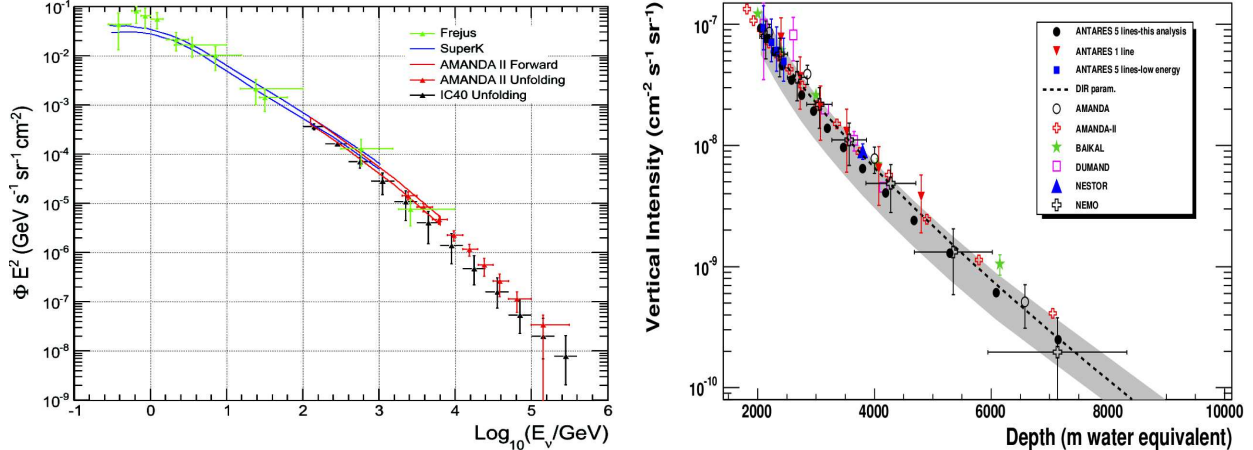 Φ E² (GeV s⁻¹ sr⁻¹ cm⁻²)
10⁻¹
10⁻²
10⁻³
10⁻⁴
10⁻⁵
10⁻⁶
10⁻⁷
10⁻⁸
10⁻⁹
Frejus
SuperK
AMANDA II Forward
AMANDA II Unfolding
IC40 Unfolding
-1 0 1 2 3 4 5 6
Log₁₀(Eᵥ/GeV)
Vertical Intensity (cm⁻² s⁻¹ sr⁻¹)
10⁻⁷
10⁻⁸
10⁻⁹
10⁻¹⁰
ANTARES 5 lines-this analysis
ANTARES 1 line
ANTARES 5 lines-low energy
DIR param.
AMANDA
AMANDA-II
BAIKAL
DUMAND
NESTOR
NEMO
2000 4000 6000 8000 10000
Depth (m water equivalent)